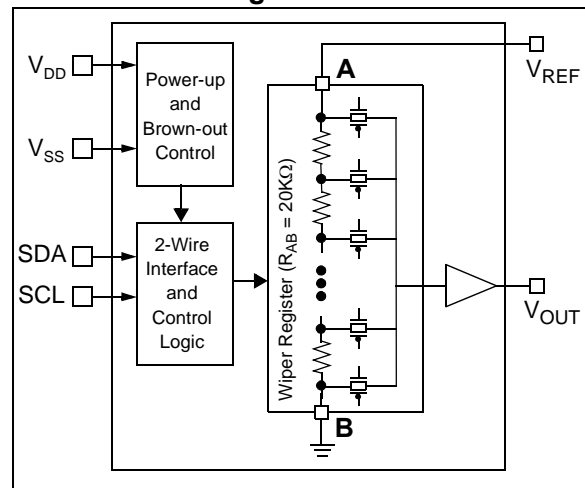 V_DD
V_SS
SDA
SCL
Power-up
and
Brown-out
Control
2-Wire
Interface
and
Control
Logic
Wiper Register (R_AB = 20KΩ)
A
B
V_REF
V_OUT